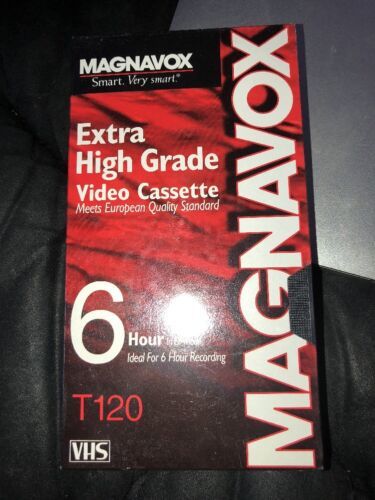 MAGNAVOX
Smart. Very smart.®
Extra
High Grade
Video Cassette
Meets European Quality Standard
6
Hour
Ideal For 6 Hour Recording
T120
VHS
MAGNAVOX